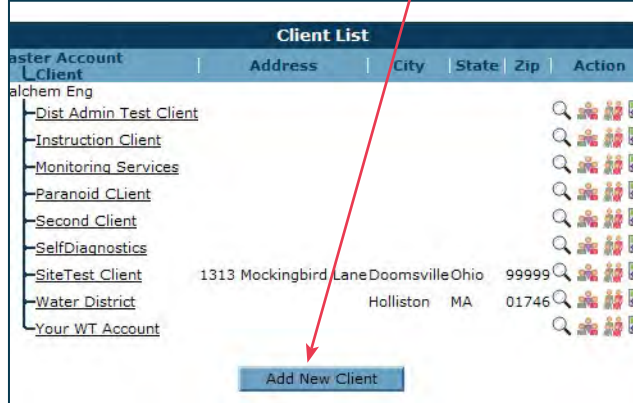 Client List
aster Account Address City State Zip Action
Client
alchem Eng
Dist Admin Test Client
Instruction Client
Monitoring Services
Paranoid CLient
Second Client
SelfDiagnostics
SiteTest Client 1313 Mockingbird Lane Doomsville Ohio 99999
Water District Holliston MA 01746
Your WT Account
Add New Client